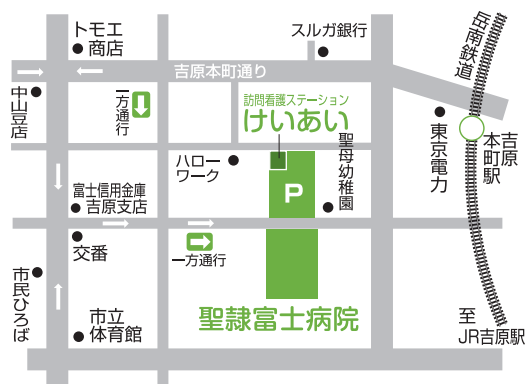 トモエ
商店
スルガ銀行
岳南鉄道
吉原本町通り
中山豆店
一方通行
訪問看護ステーション
けいあい
聖母幼稚園
東京電力
吉原
本町駅
ハロー
ワーク
P
富士信用金庫
吉原支店
交番
一方通行
市民ひろば
市立
体育館
聖隷富士病院
至
JR吉原駅